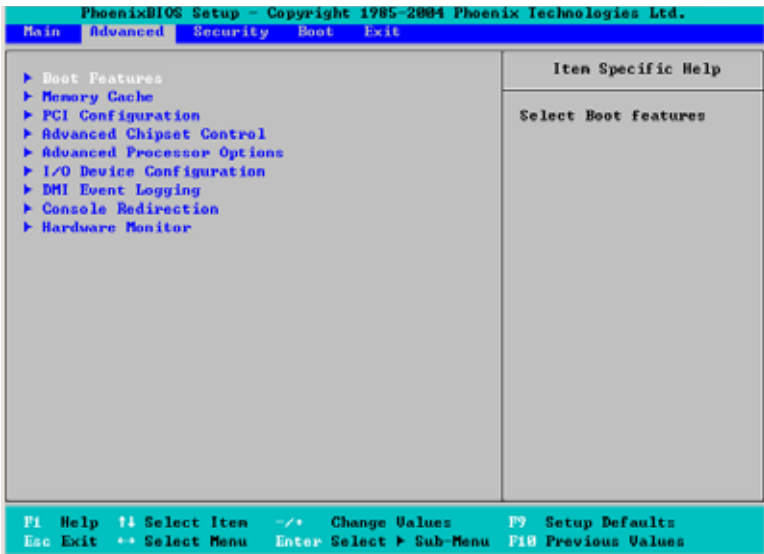 PhoenixBIOS Setup - Copyright 1985-2004 Phoenix Technologies Ltd.
Main Advanced Security Boot Exit
▶ Boot Features
▶ Memory Cache
▶ PCI Configuration
▶ Advanced Chipset Control
▶ Advanced Processor Options
▶ I/O Device Configuration
▶ DMI Event Logging
▶ Console Redirection
▶ Hardware Monitor
Item Specific Help
Select Boot features
F1 Help ↑↓ Select Item -/+ Change Values F9 Setup Defaults
Esc Exit ↔ Select Menu Enter Select ▶ Sub-Menu F10 Previous Values